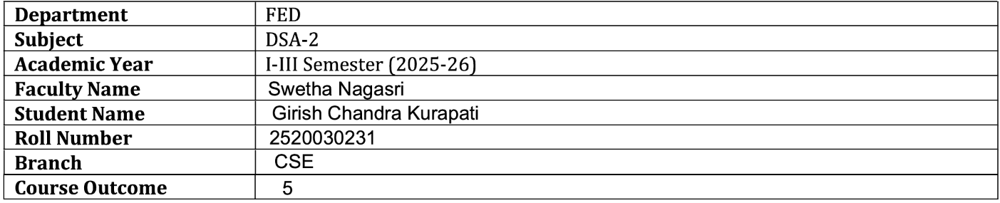 Department FED
Subject DSA-2
Academic Year I-III Semester (2025-26)
Faculty Name Swetha Nagasri
Student Name Girish Chandra Kurapati
Roll Number 2520030231
Branch CSE
Course Outcome 5